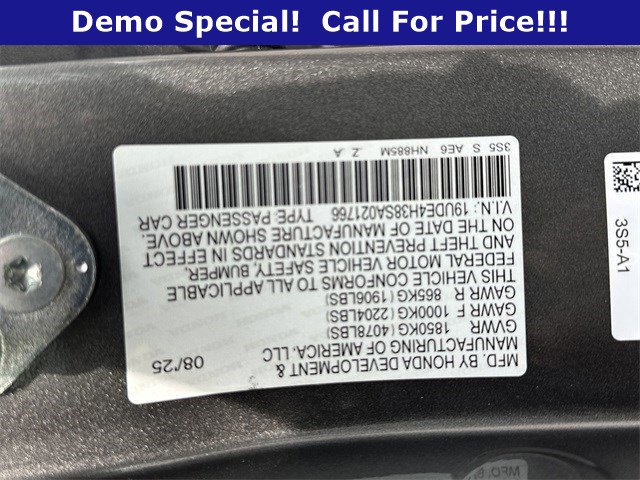 Demo Special!  Call For Price!!!
MFD. BY HONDA DEVELOPMENT &
MANUFACTURING OF AMERICA, LLC
08/'25
GVWR 1850KG (4078LBS)
GAWR F 1000KG (2204LBS)
GAWR R 865KG (1906LBS)
THIS VEHICLE CONFORMS TO ALL APPLICABLE
FEDERAL MOTOR VEHICLE SAFETY, BUMPER,
AND THEFT PREVENTION STANDARDS IN EFFECT
ON THE DATE OF MANUFACTURE SHOWN ABOVE.
V.I.N.: 19UDE4H38SA021766 TYPE: PASSENGER CAR
3S5 S AE6 NH885M Z A
3S5-A1